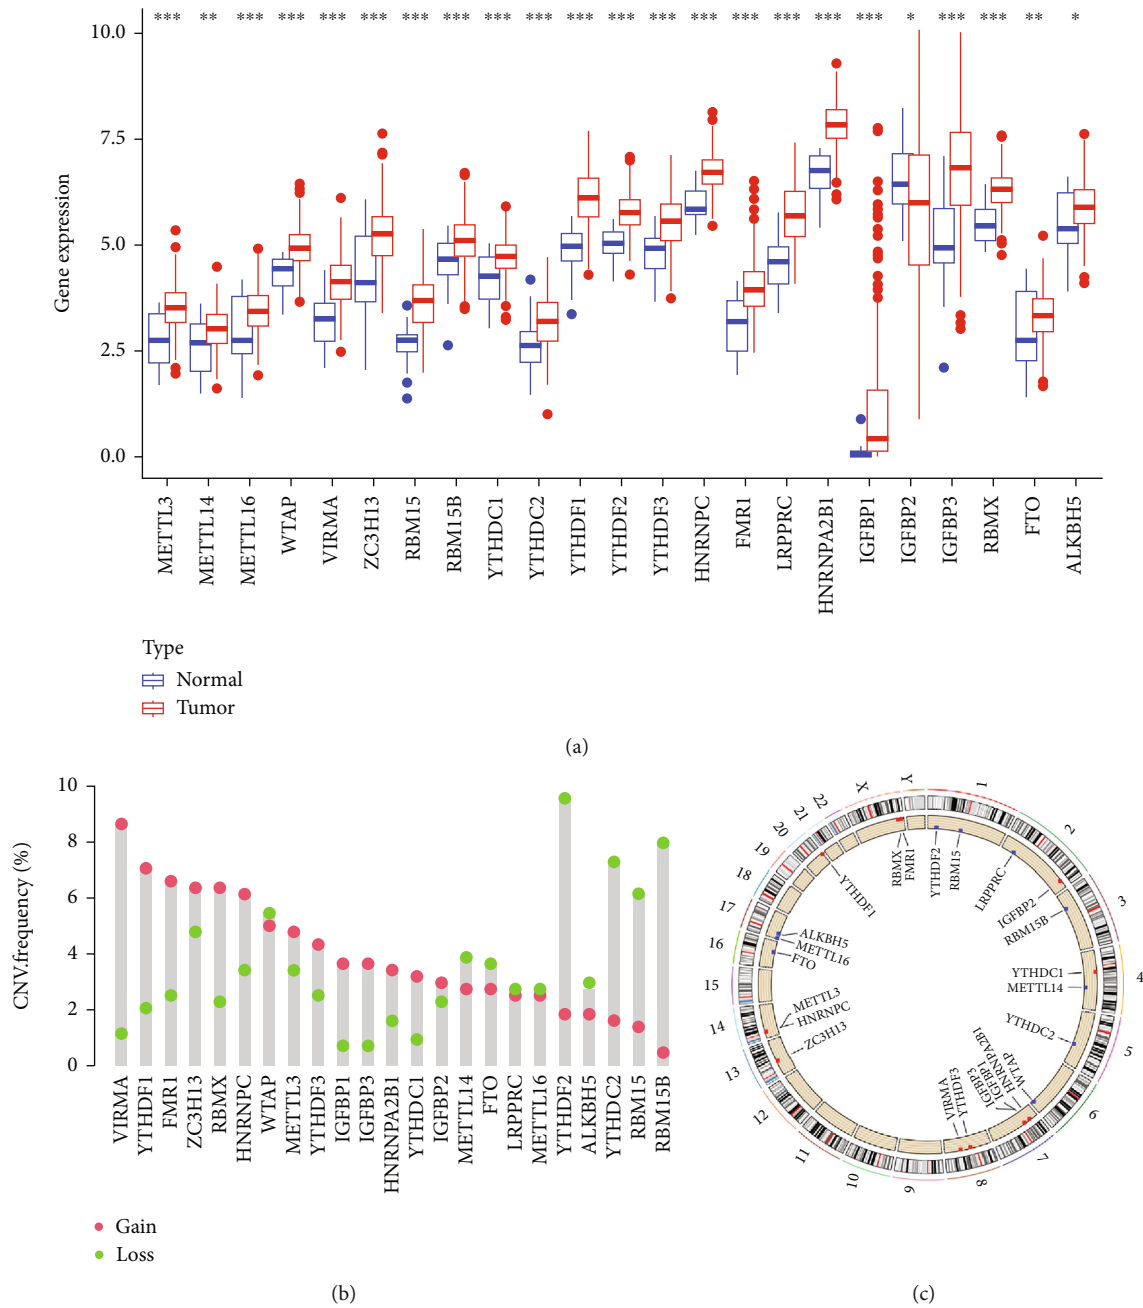 *** ** *** *** *** *** *** *** *** *** *** *** *** *** *** *** *** *** * *** *** ** *
10.0
7.5
5.0
2.5
0.0
Gene expression
METTL3
METTL14
METTL16
WTAP
VIRMA
ZC3H13
RBM15
RBM15B
YTHDC1
YTHDC2
YTHDF1
YTHDF2
YTHDF3
HNRNPC
FMR1
LRPPRC
HNRNPA2B1
IGFBP1
IGFBP2
IGFBP3
RBMX
FTO
ALKBH5
Type
Normal
Tumor
(a)
10
8
6
4
2
0
CNV.frequency (%)
VIRMA
YTHDF1
FMR1
ZC3H13
RBMX
HNRNPC
WTAP
METTL3
YTHDF3
IGFBP1
IGFBP3
HNRNPA2B1
YTHDC1
IGFBP2
METTL14
FTO
LRPPRC
METTL16
YTHDF2
ALKBH5
YTHDC2
RBM15
RBM15B
Gain
Loss
(b)
1
2
3
4
5
6
7
8
9
10
11
12
13
14
15
16
17
18
19
20
21
22
X
Y
YTHDF2
RBM15
LRPPRC
IGFBP2
RBM15B
YTHDC1
METTL14
YTHDC2
WTAP
HNRNPA2B1
IGFBP1
IGFBP3
YTHDF3
VIRMA
ZC3H13
HNRNPC
METTL3
FTO
METTL16
ALKBH5
YTHDF1
RBMX
FMR1
(c)